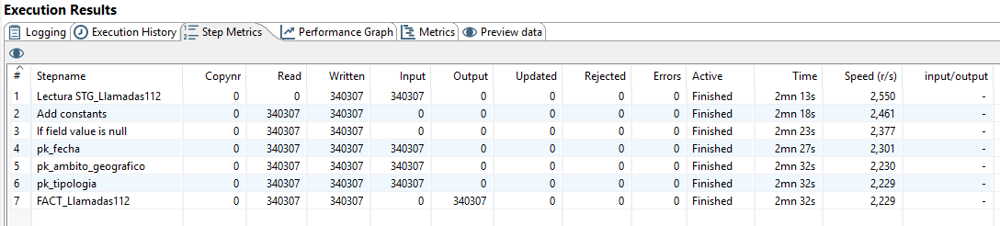 Execution Results
Logging Execution History Step Metrics Performance Graph Metrics Preview data
# Stepname Copynr Read Written Input Output Updated Rejected Errors Active Time Speed (r/s) input/output
1 Lectura STG_Llamadas112 0 0 340307 340307 0 0 0 0 Finished 2mn 13s 2,550 -
2 Add constants 0 340307 340307 0 0 0 0 0 Finished 2mn 18s 2,461 -
3 If field value is null 0 340307 340307 0 0 0 0 0 Finished 2mn 23s 2,377 -
4 pk_fecha 0 340307 340307 340307 0 0 0 0 Finished 2mn 27s 2,301 -
5 pk_ambito_geografico 0 340307 340307 340307 0 0 0 0 Finished 2mn 32s 2,230 -
6 pk_tipologia 0 340307 340307 340307 0 0 0 0 Finished 2mn 32s 2,229 -
7 FACT_Llamadas112 0 340307 340307 0 340307 0 0 0 Finished 2mn 32s 2,229 -